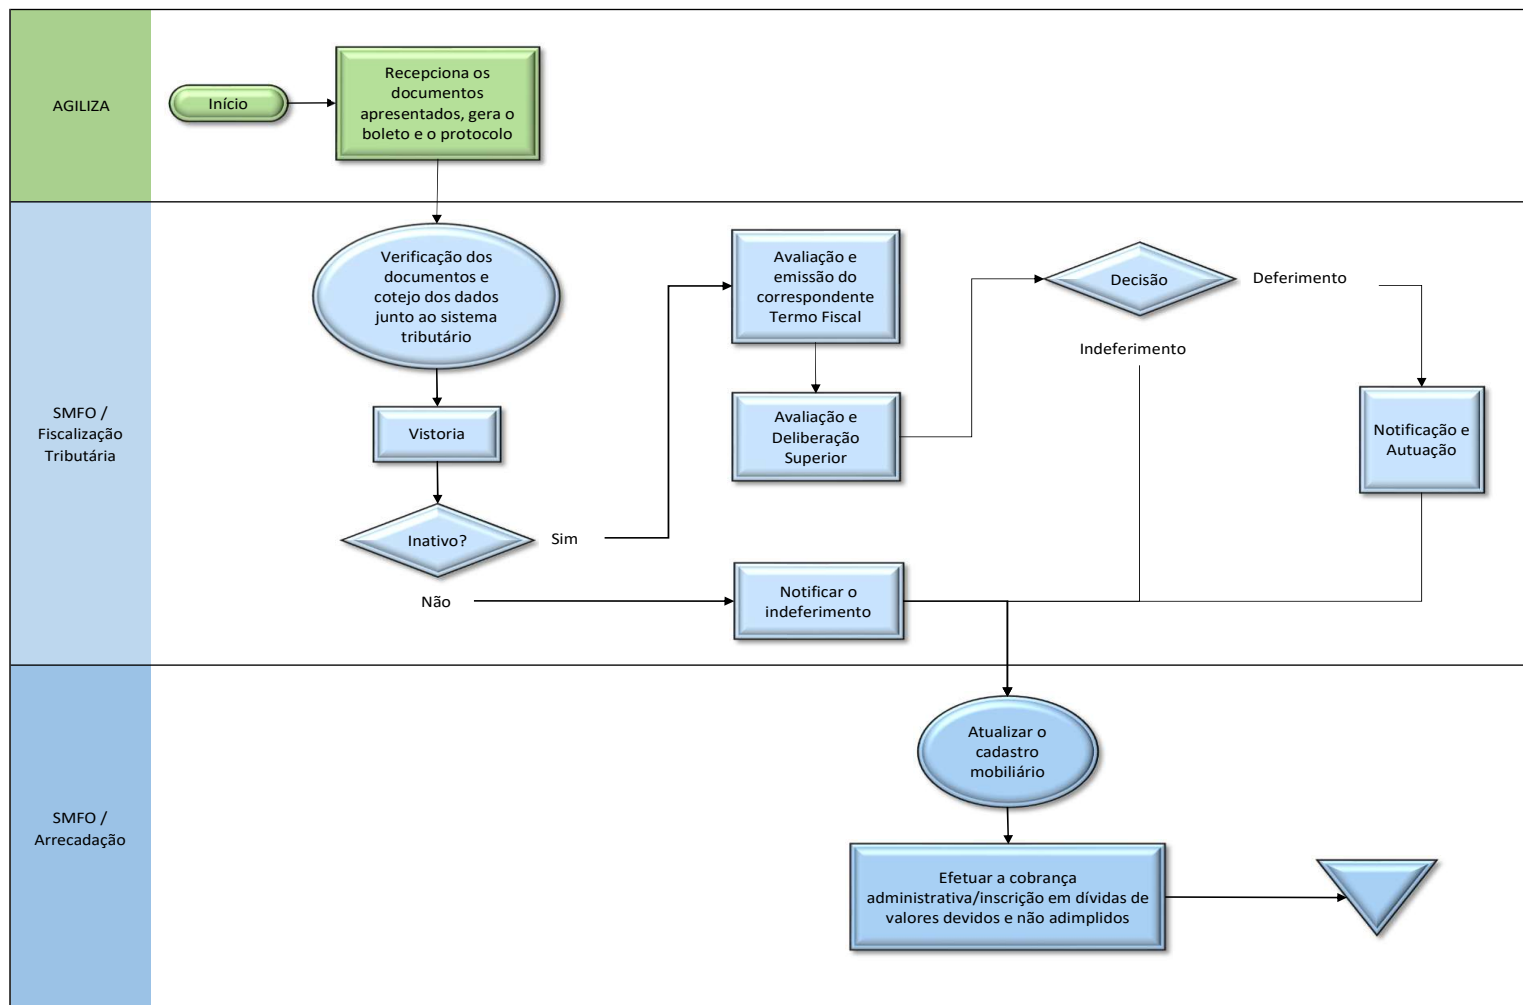 AGILIZA
Início
Recepciona os
documentos
apresentados, gera o
boleto e o protocolo
SMFO /
Fiscalização
Tributária
Verificação dos
documentos e
cotejo dos dados
junto ao sistema
tributário
Vistoria
Inativo?
Sim
Não
Avaliação e
emissão do
correspondente
Termo Fiscal
Avaliação e
Deliberação
Superior
Notificar o
indeferimento
Decisão
Deferimento
Indeferimento
Notificação e
Autuação
SMFO /
Arrecadação
Atualizar o
cadastro
mobiliário
Efetuar a cobrança
administrativa/inscrição em dívidas de
valores devidos e não adimplidos